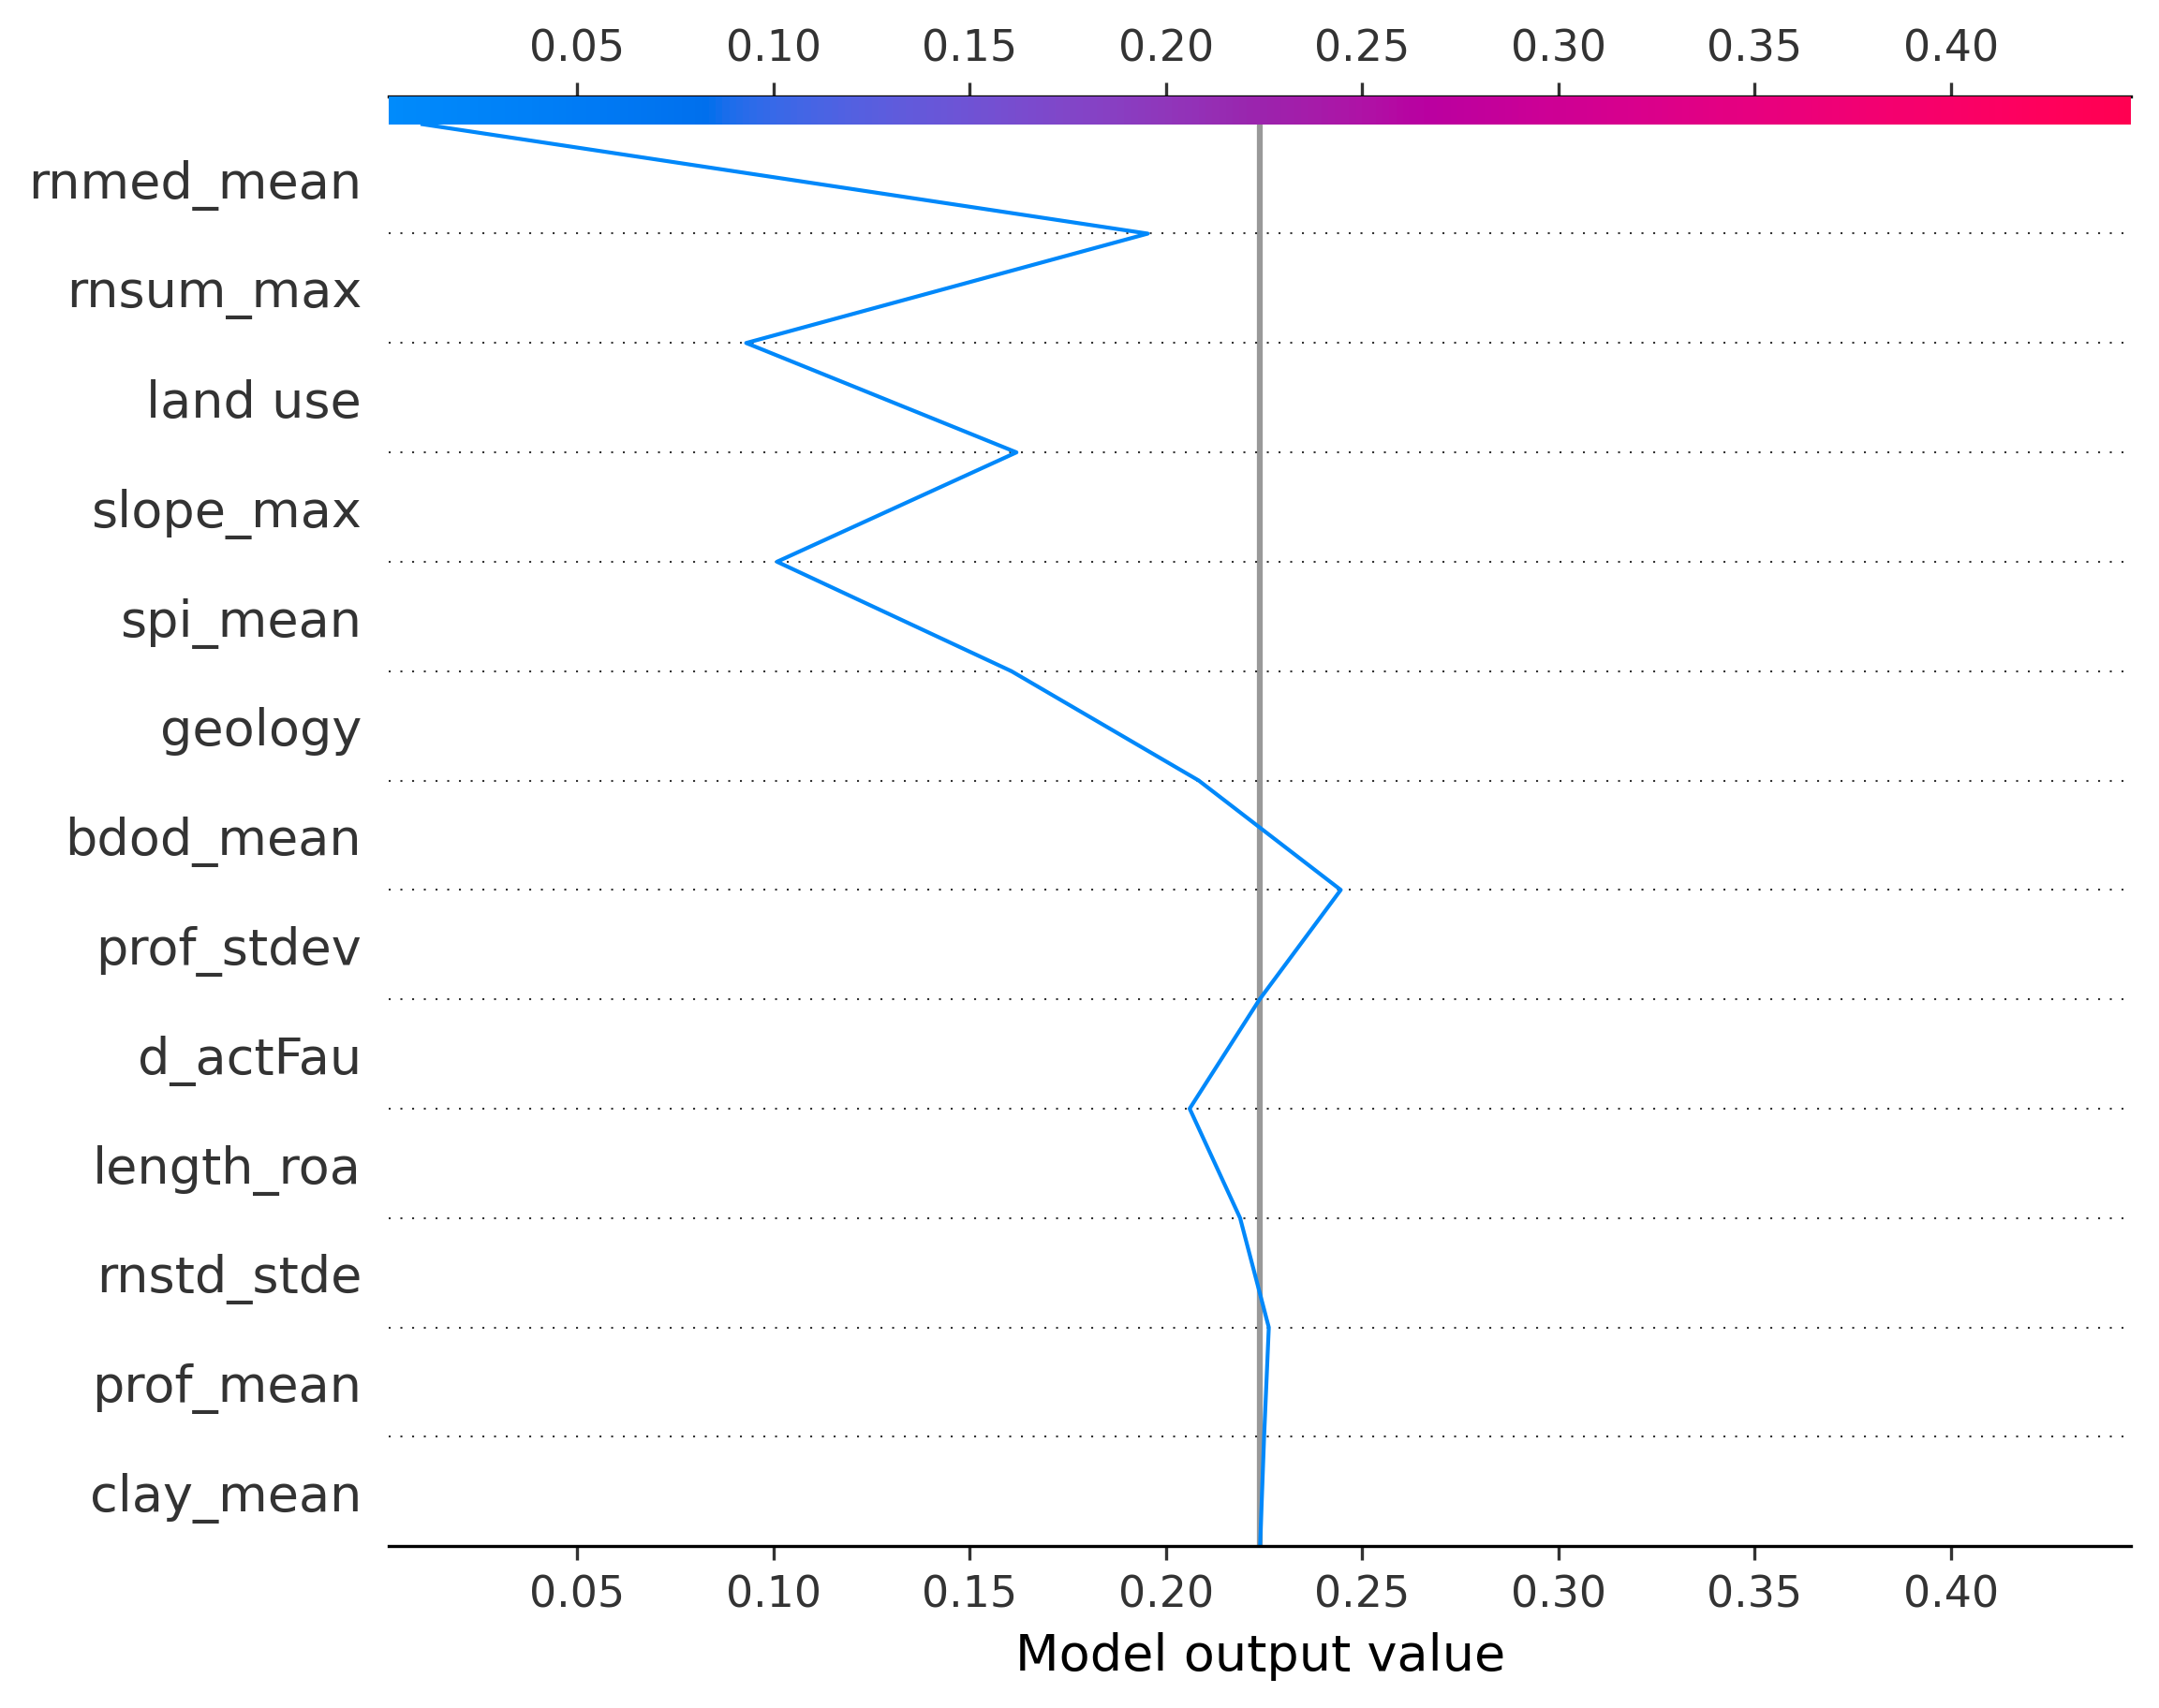 0.05 0.10 0.15 0.20 0.25 0.30 0.35 0.40
rnmed_mean
rnsum_max
land use
slope_max
spi_mean
geology
bdod_mean
prof_stdev
d_actFau
length_roa
rnstd_stde
prof_mean
clay_mean
0.05 0.10 0.15 0.20 0.25 0.30 0.35 0.40
Model output value